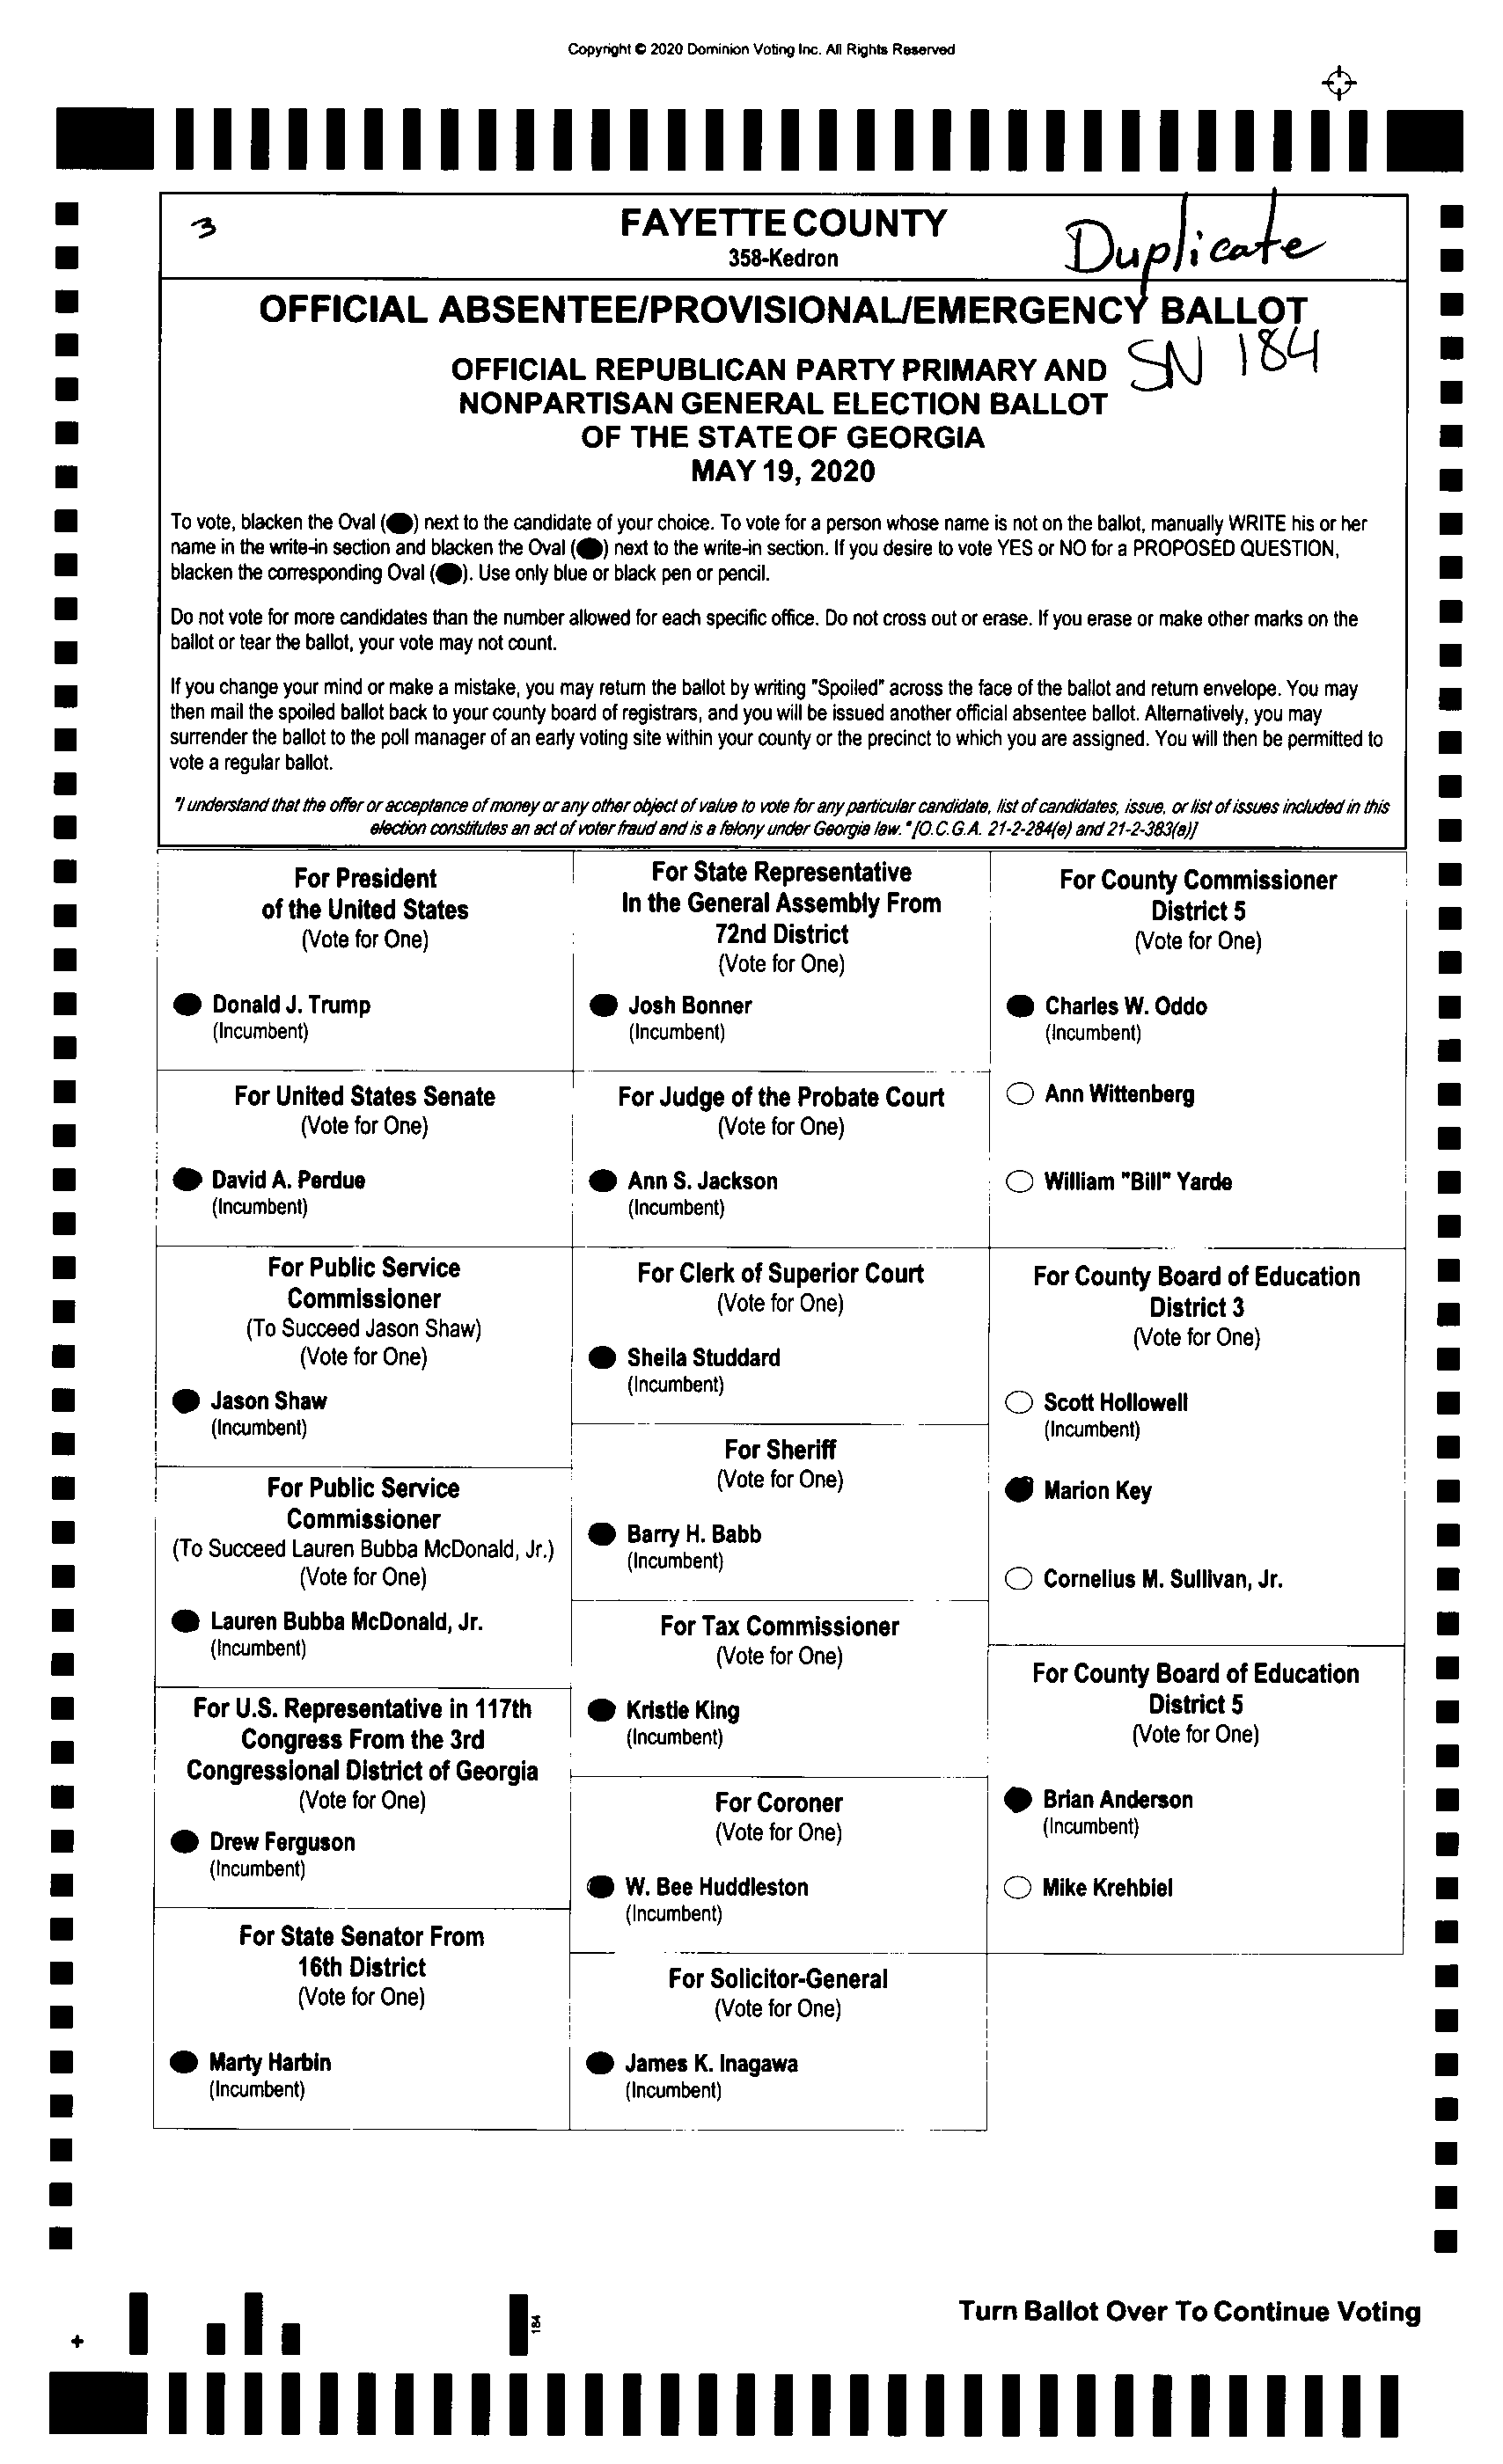 Copyright © 2020 Dominion Voting Inc. All Rights Reserved
3
FAYETTE COUNTY
358-Kedron
Duplicate
OFFICIAL ABSENTEE/PROVISIONAL/EMERGENCY BALLOT
SN 184
OFFICIAL REPUBLICAN PARTY PRIMARY AND
NONPARTISAN GENERAL ELECTION BALLOT
OF THE STATE OF GEORGIA
MAY 19, 2020
To vote, blacken the Oval () next to the candidate of your choice. To vote for a person whose name is not on the ballot, manually WRITE his or her
name in the write-in section and blacken the Oval () next to the write-in section. If you desire to vote YES or NO for a PROPOSED QUESTION,
blacken the corresponding Oval (). Use only blue or black pen or pencil.
Do not vote for more candidates than the number allowed for each specific office. Do not cross out or erase. If you erase or make other marks on the
ballot or tear the ballot, your vote may not count.
If you change your mind or make a mistake, you may return the ballot by writing "Spoiled" across the face of the ballot and return envelope. You may
then mail the spoiled ballot back to your county board of registrars, and you will be issued another official absentee ballot. Alternatively, you may
surrender the ballot to the poll manager of an early voting site within your county or the precinct to which you are assigned. You will then be permitted to
vote a regular ballot.
"I understand that the offer or acceptance of money or any other object of value to vote for any particular candidate, list of candidates, issue, or list of issues included in this
election constitutes an act of voter fraud and is a felony under Georgia law." [O.C.G.A. 21-2-284(e) and 21-2-383(a)]
For President
of the United States
(Vote for One)
Donald J. Trump
(Incumbent)
For United States Senate
(Vote for One)
David A. Perdue
(Incumbent)
For Public Service
Commissioner
(To Succeed Jason Shaw)
(Vote for One)
Jason Shaw
(Incumbent)
For Public Service
Commissioner
(To Succeed Lauren Bubba McDonald, Jr.)
(Vote for One)
Lauren Bubba McDonald, Jr.
(Incumbent)
For U.S. Representative in 117th
Congress From the 3rd
Congressional District of Georgia
(Vote for One)
Drew Ferguson
(Incumbent)
For State Senator From
16th District
(Vote for One)
Marty Harbin
(Incumbent)
For State Representative
In the General Assembly From
72nd District
(Vote for One)
Josh Bonner
(Incumbent)
For Judge of the Probate Court
(Vote for One)
Ann S. Jackson
(Incumbent)
For Clerk of Superior Court
(Vote for One)
Sheila Studdard
(Incumbent)
For Sheriff
(Vote for One)
Barry H. Babb
(Incumbent)
For Tax Commissioner
(Vote for One)
Kristie King
(Incumbent)
For Coroner
(Vote for One)
W. Bee Huddleston
(Incumbent)
For Solicitor-General
(Vote for One)
James K. Inagawa
(Incumbent)
For County Commissioner
District 5
(Vote for One)
Charles W. Oddo
(Incumbent)
Ann Wittenberg
William "Bill" Yarde
For County Board of Education
District 3
(Vote for One)
Scott Hollowell
(Incumbent)
Marion Key
Cornelius M. Sullivan, Jr.
For County Board of Education
District 5
(Vote for One)
Brian Anderson
(Incumbent)
Mike Krehbiel
Turn Ballot Over To Continue Voting
184